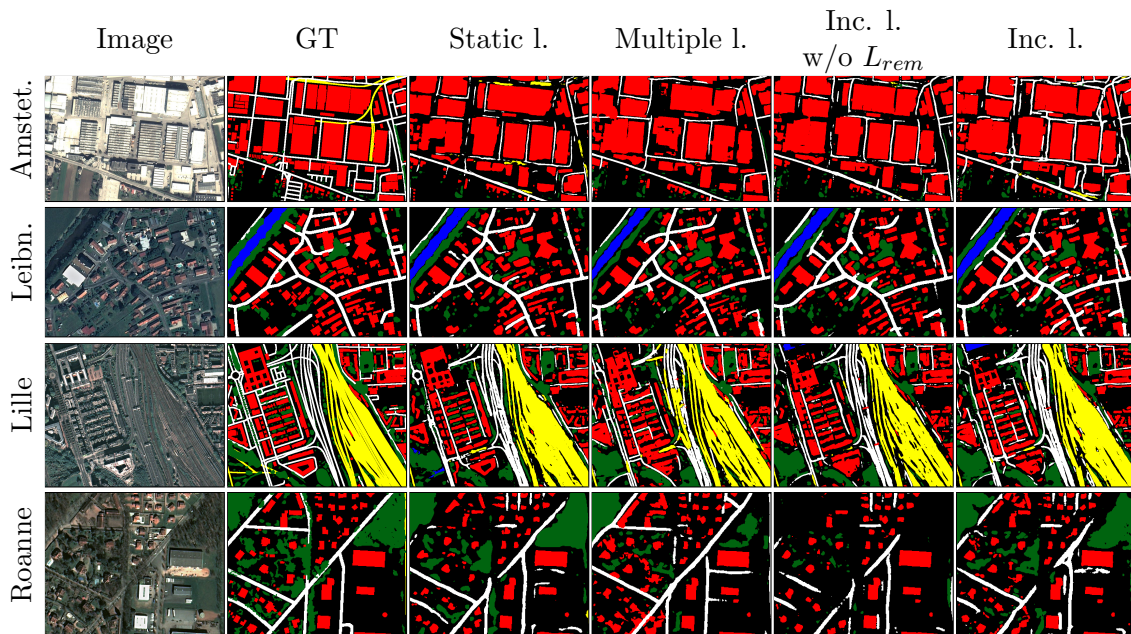 Image
GT
Static l.
Multiple l.
Inc. l.
w/o L_rem
Inc. l.
Amstet.
Leibn.
Lille
Roanne